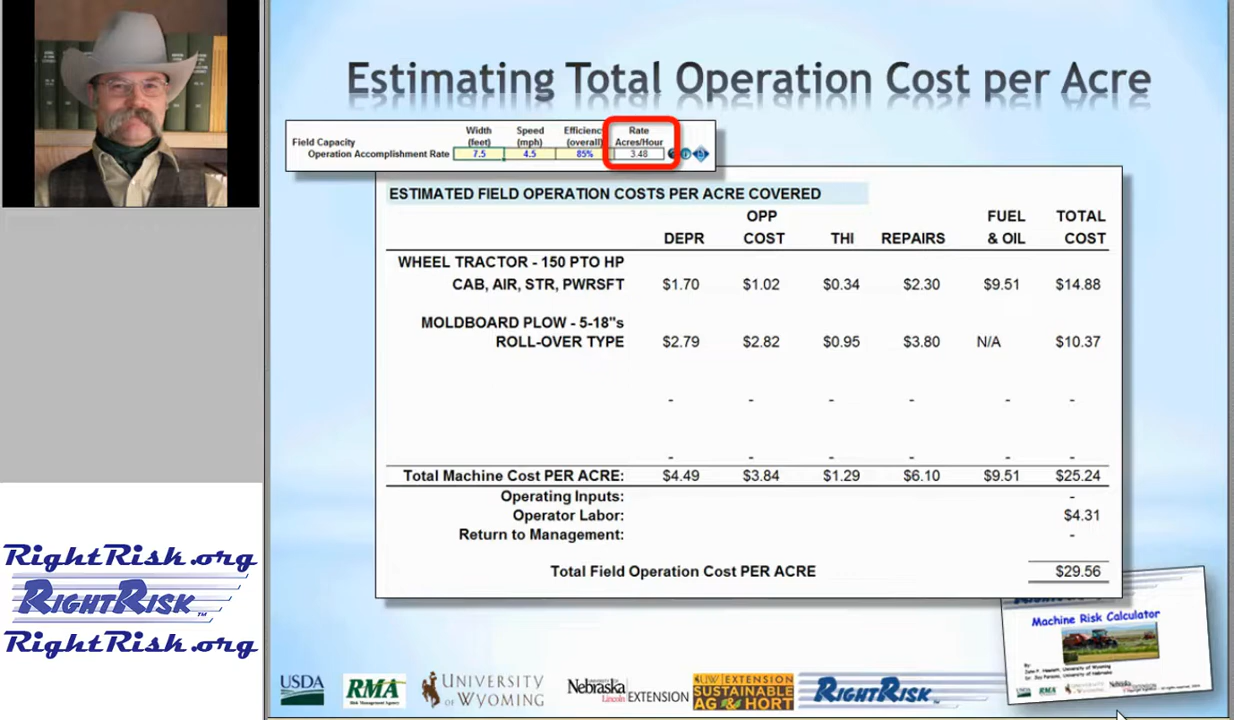 Estimating Total Operation Cost per Acre
Width Speed Efficiency Rate
Field Capacity (feet) (mph) (overall) Acres/Hour
Operation Accomplishment Rate 7.5 4.5 85% 3.48
ESTIMATED FIELD OPERATION COSTS PER ACRE COVERED
OPP FUEL TOTAL
DEPR COST THI REPAIRS & OIL COST
WHEEL TRACTOR - 150 PTO HP
CAB, AIR, STR, PWRSFT $1.70 $1.02 $0.34 $2.30 $9.51 $14.88
MOLDBOARD PLOW - 5-18"s
ROLL-OVER TYPE $2.79 $2.82 $0.95 $3.80 N/A $10.37
- - - - - -
- - - - - -
Total Machine Cost PER ACRE: $4.49 $3.84 $1.29 $6.10 $9.51 $25.24
Operating Inputs: -
Operator Labor: $4.31
Return to Management: -
Total Field Operation Cost PER ACRE $29.56
RightRisk.org
RIGHTRISK™
RightRisk.org
Machine Risk Calculator
USDA
RMA
Risk Management Agency
UNIVERSITY
OF WYOMING
Nebraska
Lincoln EXTENSION
UW EXTENSION
SUSTAINABLE
AG & HORT
RIGHTRISK™